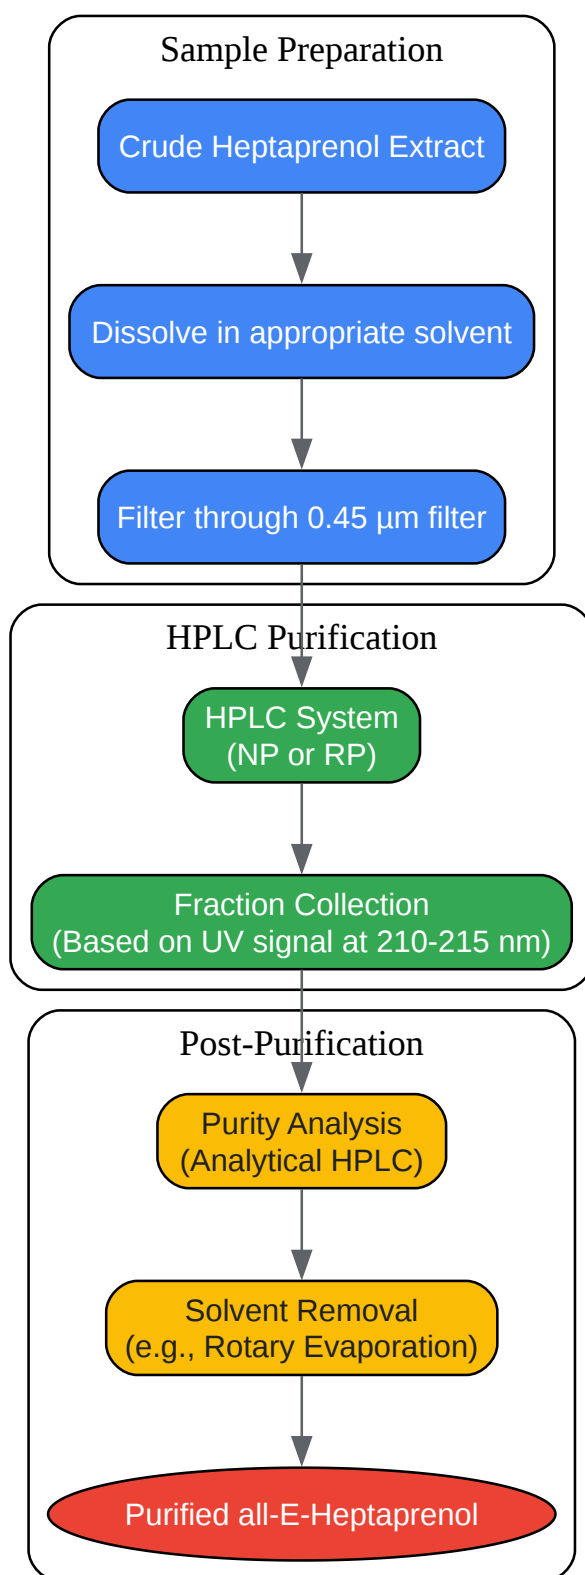 Sample Preparation
Crude Heptaprenol Extract
Dissolve in appropriate solvent
Filter through 0.45 µm filter
HPLC Purification
HPLC System
(NP or RP)
Fraction Collection
(Based on UV signal at 210-215 nm)
Post-Purification
Purity Analysis
(Analytical HPLC)
Solvent Removal
(e.g., Rotary Evaporation)
Purified all-E-Heptaprenol